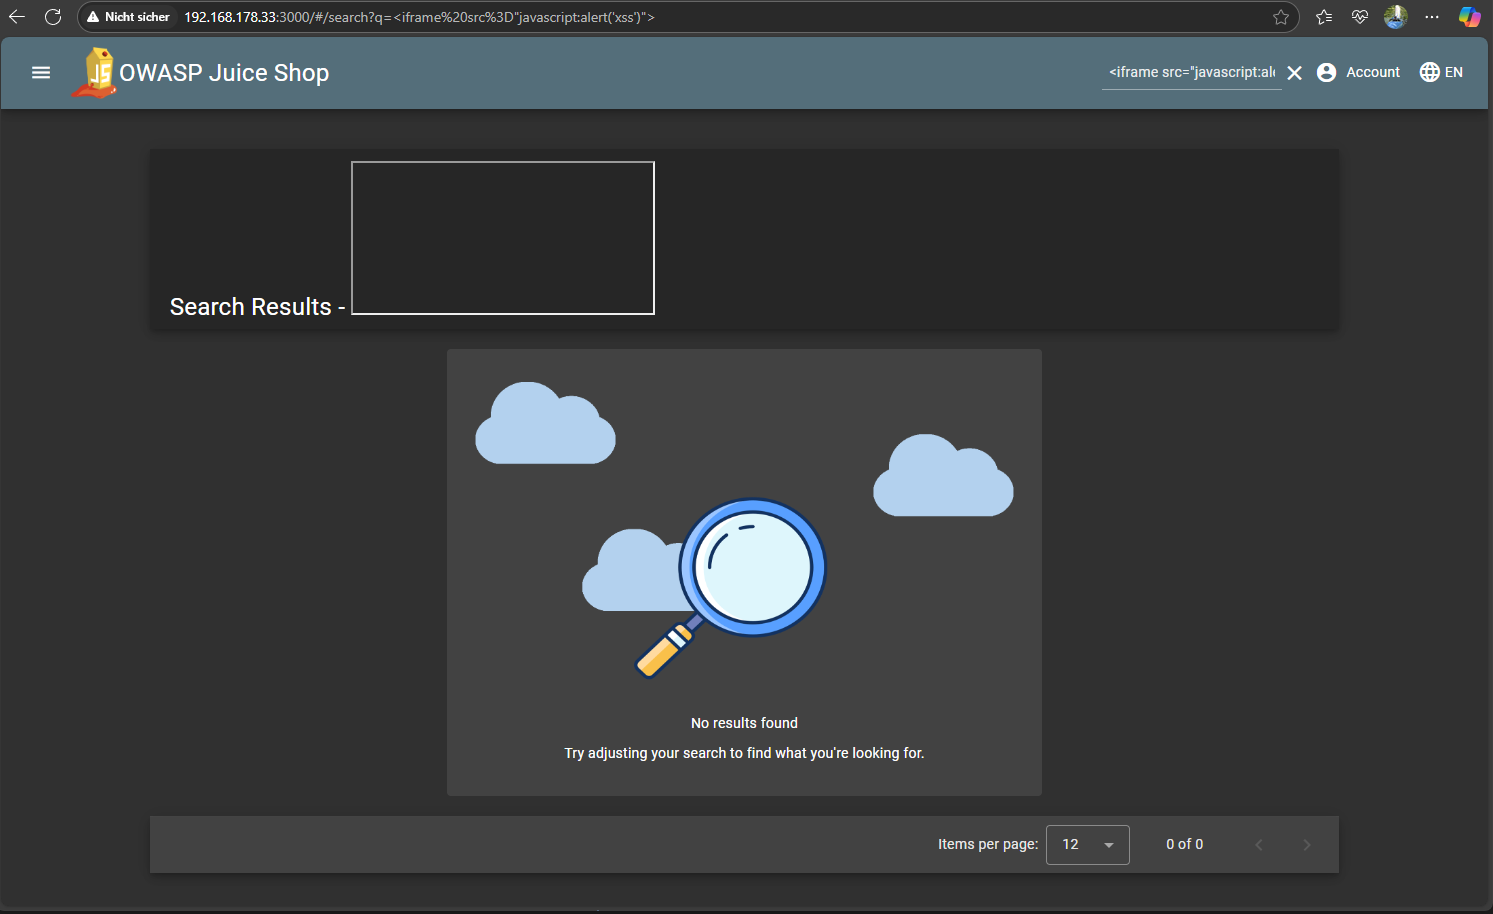 Nicht sicher 192.168.178.33:3000/#/search?q=<iframe%20src%3D"javascript:alert('xss')">
JS OWASP Juice Shop <iframe src="javascript:al Account EN
Search Results -
No results found
Try adjusting your search to find what you're looking for.
Items per page: 12 0 of 0